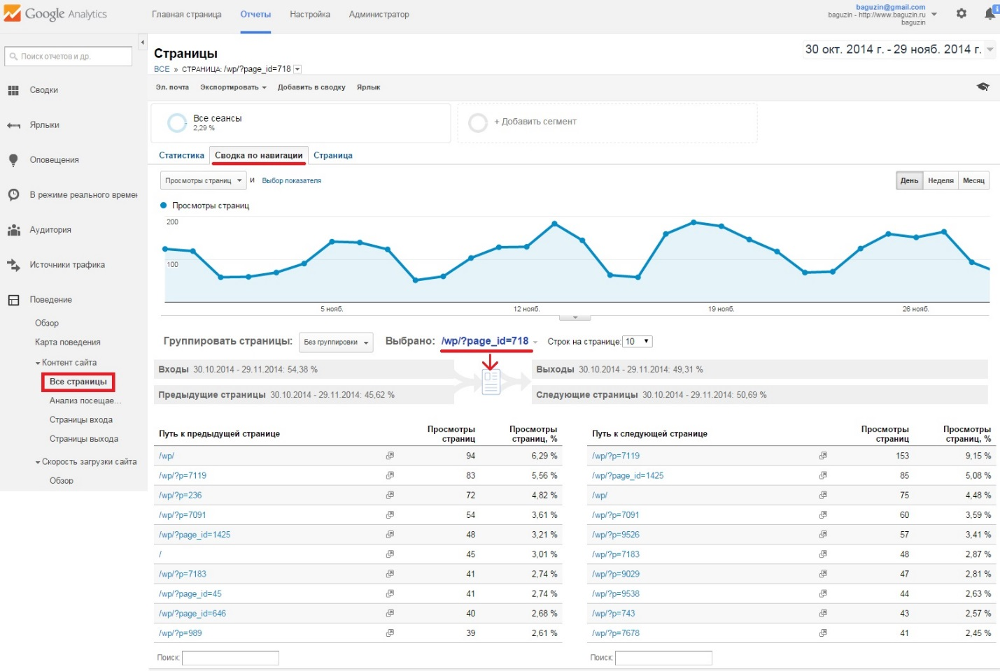 Google Analytics
Главная страница Отчеты Настройка Администратор
baguzin@gmail.com
baguzin - http://www.baguzin.ru
baguzin
Поиск отчетов и др.
Сводки
Ярлыки
Оповещения
В режиме реального времен
Аудитория
Источники трафика
Поведение
Обзор
Карта поведения
Контент сайта
Все страницы
Анализ посещае...
Страницы входа
Страницы выхода
Скорость загрузки сайта
Обзор
Страницы
30 окт. 2014 г. - 29 нояб. 2014 г.
ВСЕ » СТРАНИЦА: /wp/?page_id=718
Эл. почта Экспортировать Добавить в сводку Ярлык
Все сеансы
2,29 %
+ Добавить сегмент
Статистика Сводка по навигации Страница
Просмотры страниц и Выбор показателя
День Неделя Месяц
Просмотры страниц
200
100
5 нояб. 12 нояб. 19 нояб. 26 нояб.
Группировать страницы: Без группировки Выбрано: /wp/?page_id=718 Строк на странице: 10
Входы 30.10.2014 - 29.11.2014: 54,38 %
Выходы 30.10.2014 - 29.11.2014: 49,31 %
Предыдущие страницы 30.10.2014 - 29.11.2014: 45,62 %
Следующие страницы 30.10.2014 - 29.11.2014: 50,69 %
Путь к предыдущей странице Просмотры страниц Просмотры страниц, %
/wp/ 94 6,29 %
/wp/?p=7119 83 5,56 %
/wp/?p=236 72 4,82 %
/wp/?p=7091 54 3,61 %
/wp/?page_id=1425 48 3,21 %
/ 45 3,01 %
/wp/?p=7183 41 2,74 %
/wp/?page_id=45 41 2,74 %
/wp/?page_id=646 40 2,68 %
/wp/?p=989 39 2,61 %
Поиск:
Путь к следующей странице Просмотры страниц Просмотры страниц, %
/wp/?p=7119 153 9,15 %
/wp/?page_id=1425 85 5,08 %
/wp/ 75 4,48 %
/wp/?p=7091 60 3,59 %
/wp/?p=9526 57 3,41 %
/wp/?p=7183 48 2,87 %
/wp/?p=9029 47 2,81 %
/wp/?p=9538 44 2,63 %
/wp/?p=743 43 2,57 %
/wp/?p=7678 41 2,45 %
Поиск: